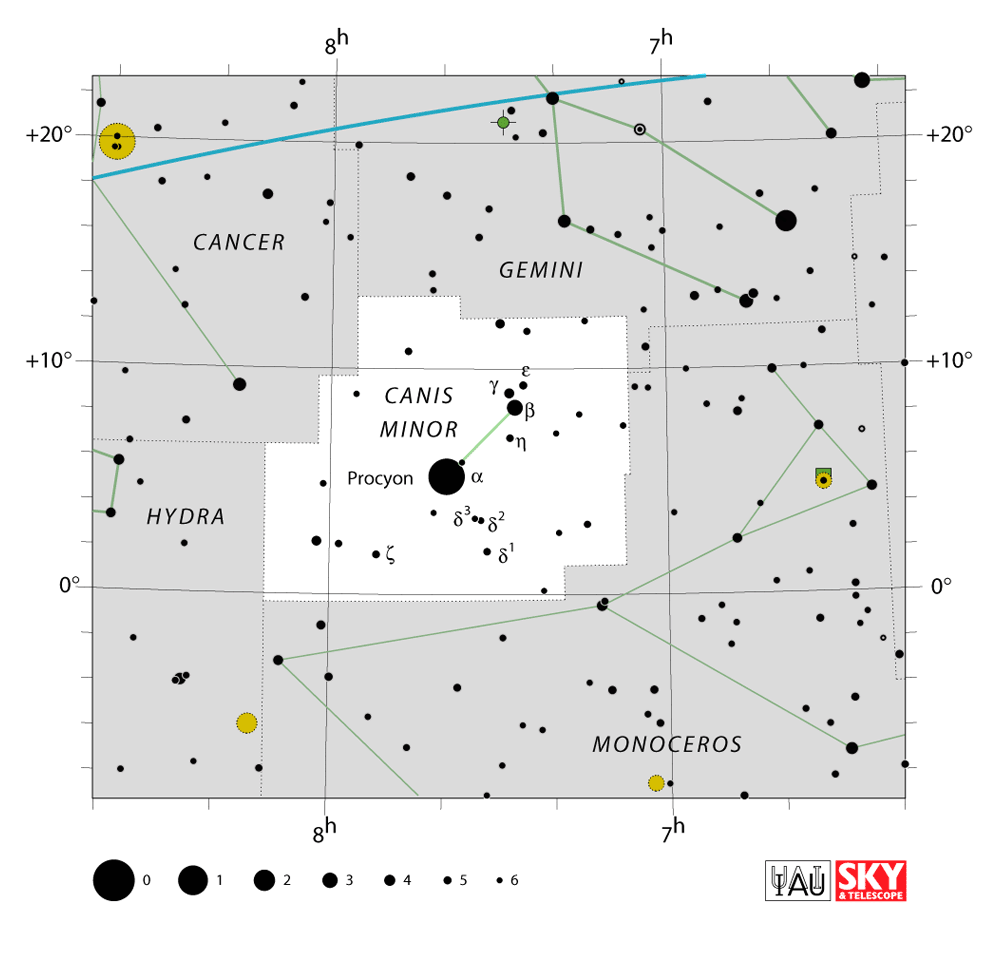 8h 7h
+20° +20°
CANCER
GEMINI
+10° +10°
ε
γ
CANIS
β
MINOR
η
Procyon α
δ3 δ2
HYDRA
ζ δ1
0° 0°
MONOCEROS
8h 7h
0 1 2 3 4 5 6
IAU SKY
& TELESCOPE